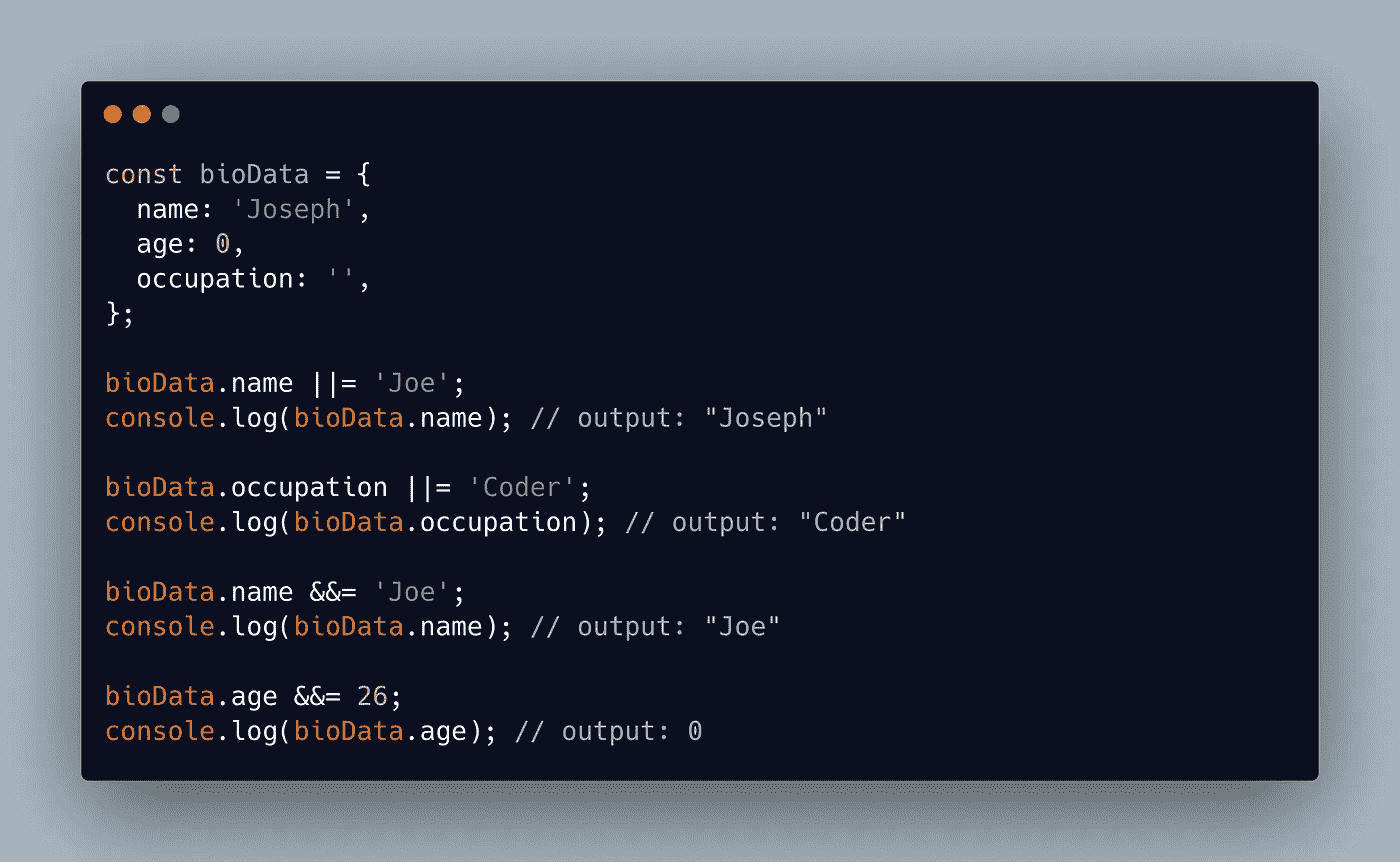 const bioData = {
  name: 'Joseph',
  age: 0,
  occupation: '',
};

bioData.name ||= 'Joe';
console.log(bioData.name); // output: "Joseph"

bioData.occupation ||= 'Coder';
console.log(bioData.occupation); // output: "Coder"

bioData.name &&= 'Joe';
console.log(bioData.name); // output: "Joe"

bioData.age &&= 26;
console.log(bioData.age); // output: 0